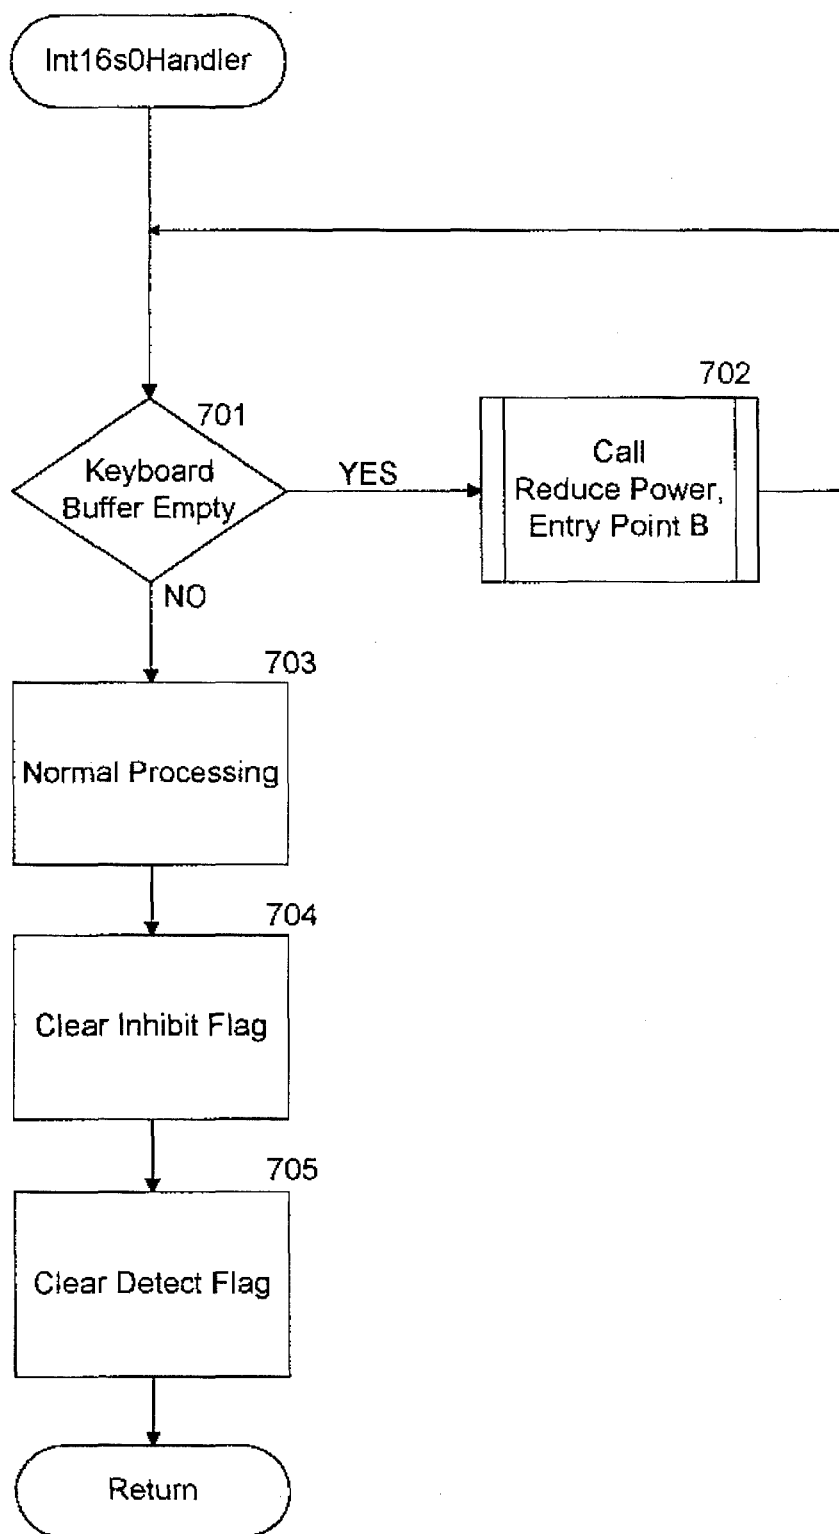 Int16s0Handler
701
Keyboard
Buffer Empty
YES
702
Call
Reduce Power,
Entry Point B
NO
703
Normal Processing
704
Clear Inhibit Flag
705
Clear Detect Flag
Return